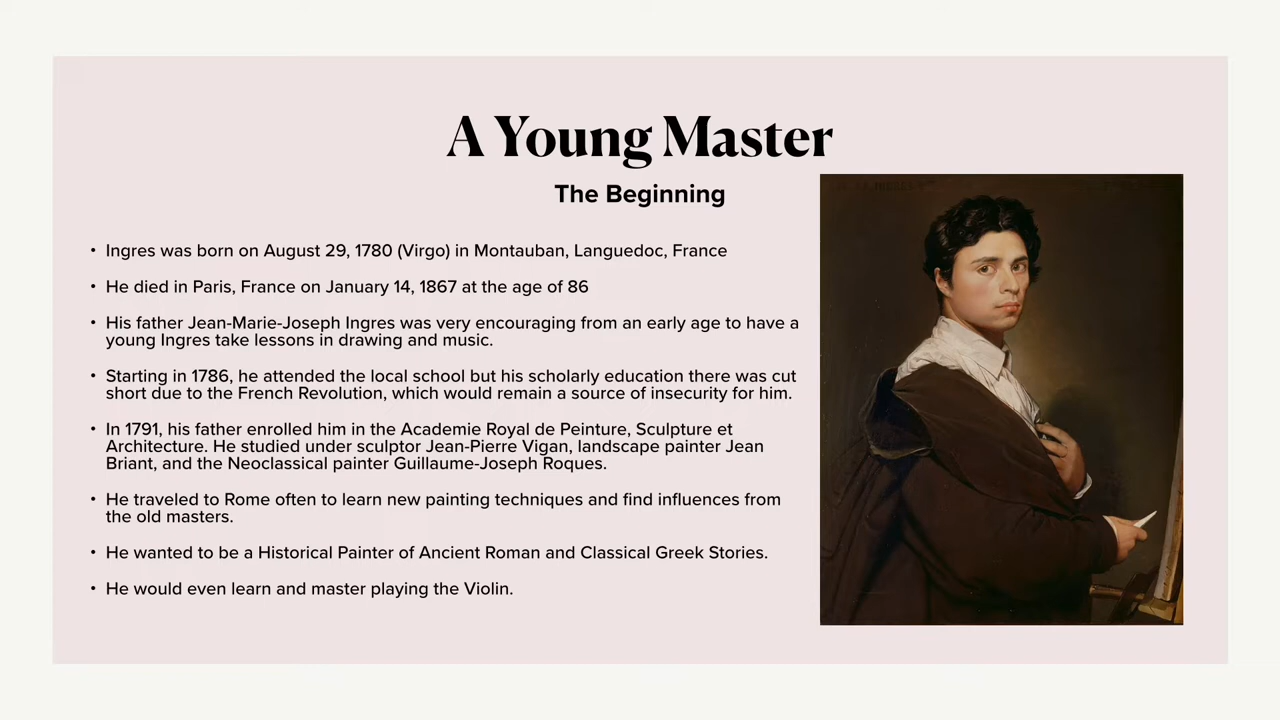 A Young Master
The Beginning
• Ingres was born on August 29, 1780 (Virgo) in Montauban, Languedoc, France
• He died in Paris, France on January 14, 1867 at the age of 86
• His father Jean-Marie-Joseph Ingres was very encouraging from an early age to have a
young Ingres take lessons in drawing and music.
• Starting in 1786, he attended the local school but his scholarly education there was cut
short due to the French Revolution, which would remain a source of insecurity for him.
• In 1791, his father enrolled him in the Academie Royal de Peinture, Sculpture et
Architecture. He studied under sculptor Jean-Pierre Vigan, landscape painter Jean
Briant, and the Neoclassical painter Guillaume-Joseph Roques.
• He traveled to Rome often to learn new painting techniques and find influences from
the old masters.
• He wanted to be a Historical Painter of Ancient Roman and Classical Greek Stories.
• He would even learn and master playing the Violin.